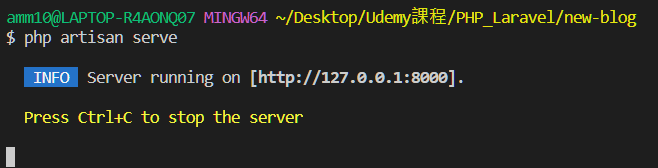 amm10@LAPTOP-R4AONQ07 MINGW64 ~/Desktop/Udemy課程/PHP_Laravel/new-blog
$ php artisan serve
INFO Server running on [http://127.0.0.1:8000].
Press Ctrl+C to stop the server